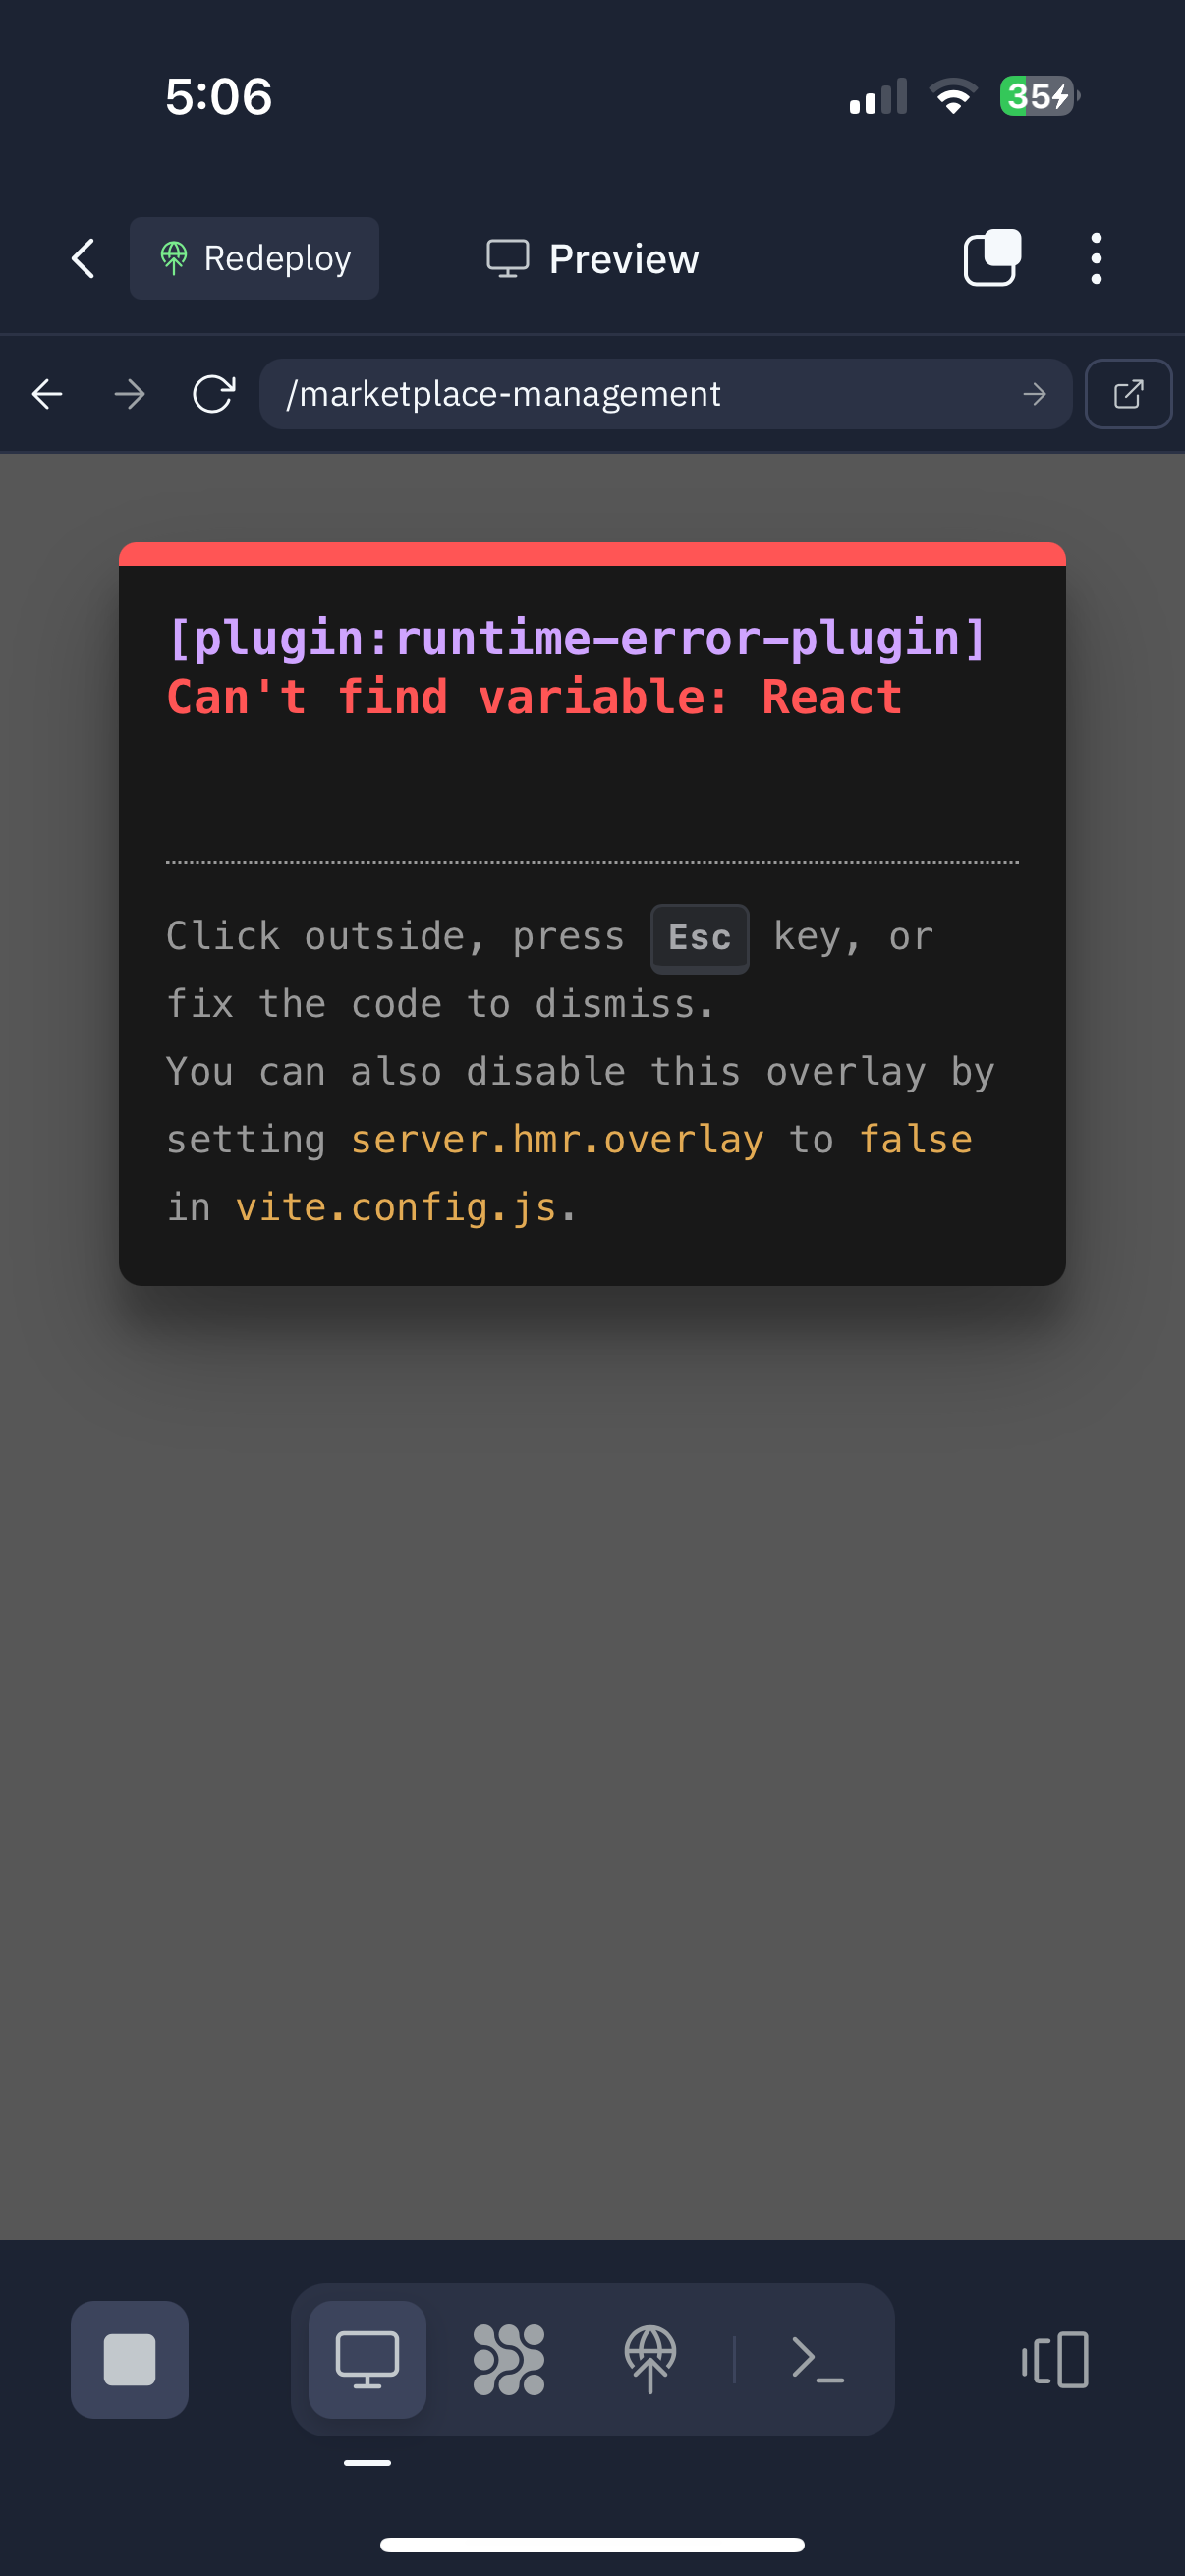 5:06
35
Redeploy
Preview
/marketplace-management
[plugin:runtime-error-plugin]
Can't find variable: React
Click outside, press Esc key, or
fix the code to dismiss.
You can also disable this overlay by
setting server.hmr.overlay to false
in vite.config.js.